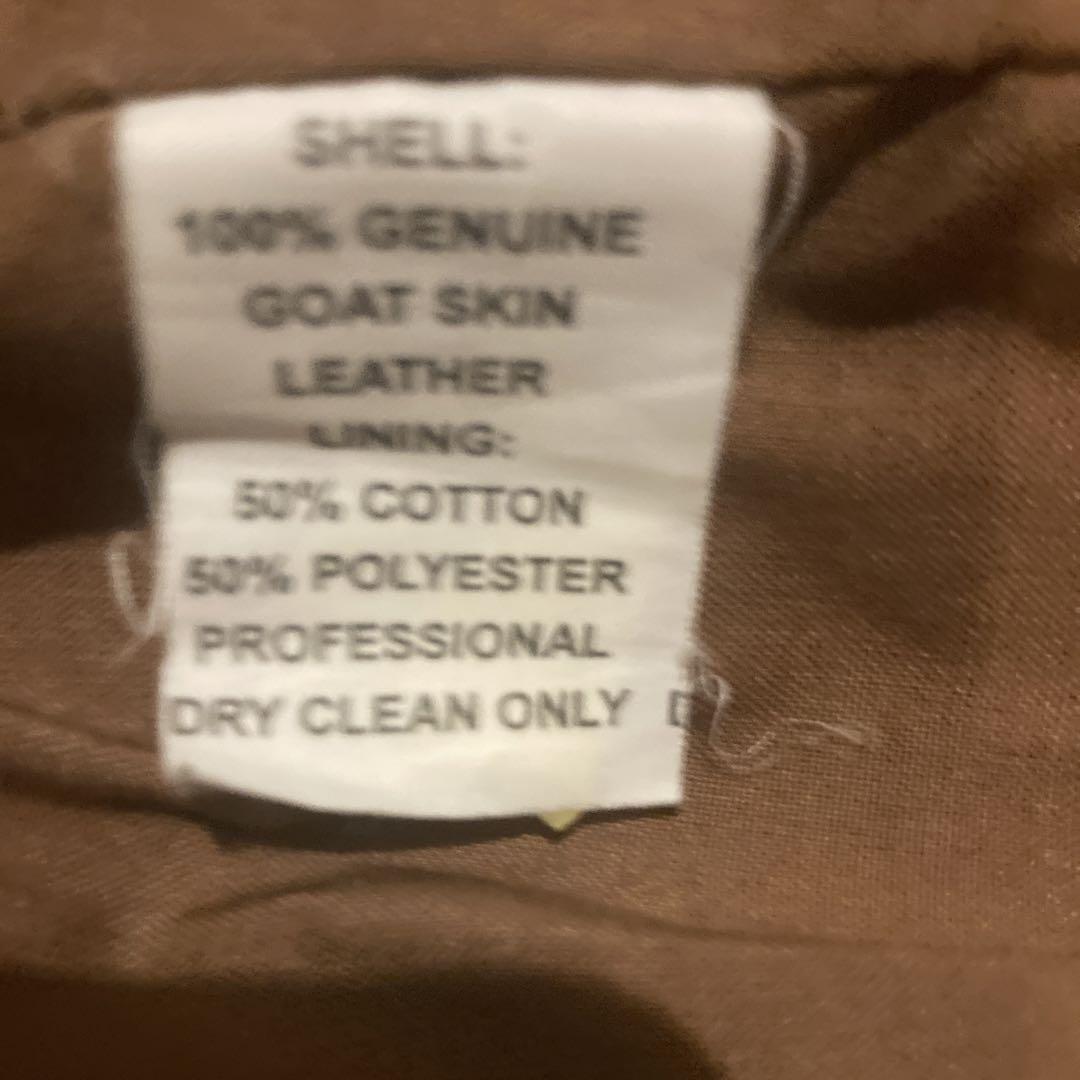 SHELL:
100% GENUINE
GOAT SKIN
LEATHER
LINING:
50% COTTON
50% POLYESTER
PROFESSIONAL
DRY CLEAN ONLY D